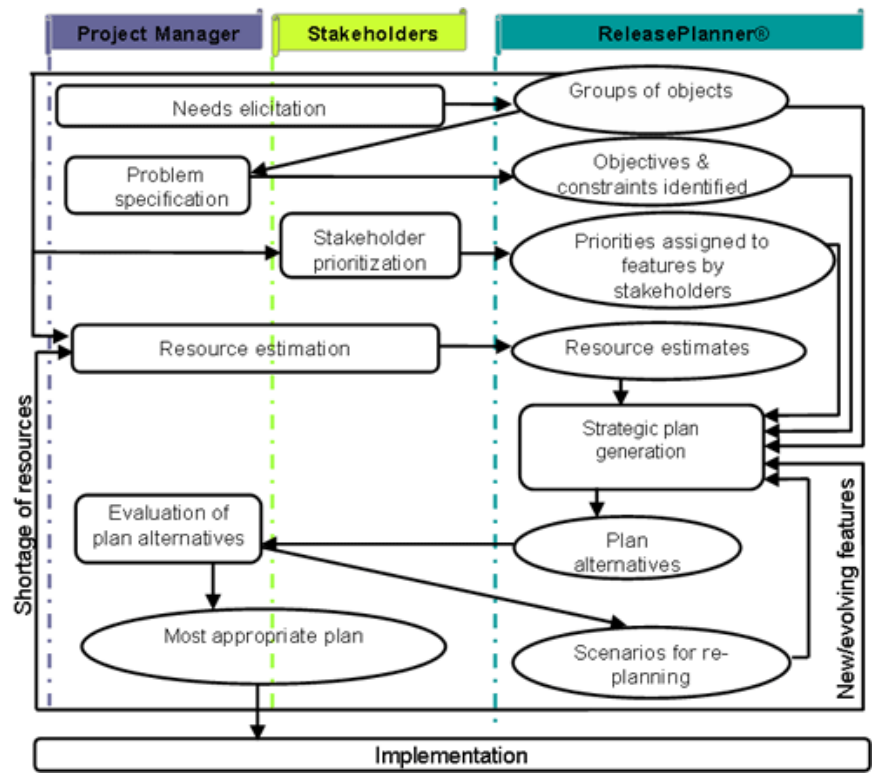 Project Manager
Stakeholders
ReleasePlanner®
Needs elicitation
Groups of objects
Problem
specification
Objectives &
constraints identified
Stakeholder
prioritization
Priorities assigned to
features by
stakeholders
Resource estimation
Resource estimates
Strategic plan
generation
Shortage of resources
Evaluation of
plan alternatives
Plan
alternatives
New/evolving features
Most appropriate plan
Scenarios for re-
planning
Implementation